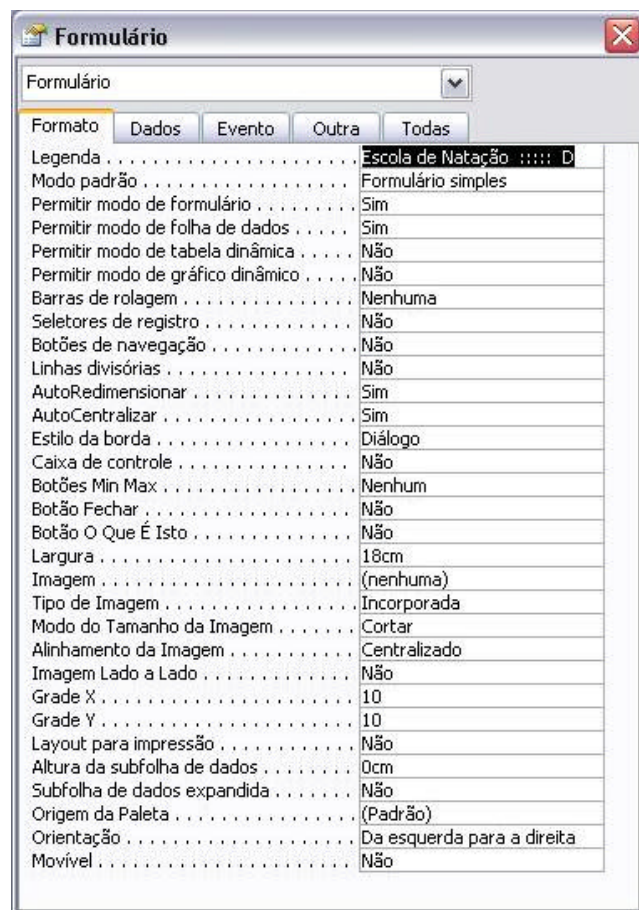 Formulário
Formulário
Formato Dados Evento Outra Todas
Legenda . . . . . . . . . . . . . . . . . . . . . . . Escola de Natação ::::: D
Modo padrão . . . . . . . . . . . . . . . . . . Formulário simples
Permitir modo de formulário . . . . . . . . . Sim
Permitir modo de folha de dados . . . . . Sim
Permitir modo de tabela dinâmica . . . . . Não
Permitir modo de gráfico dinâmico . . . . . Não
Barras de rolagem . . . . . . . . . . . . . . . Nenhuma
Seletores de registro . . . . . . . . . . . . . Não
Botões de navegação . . . . . . . . . . . . . Não
Linhas divisórias . . . . . . . . . . . . . . . . Não
AutoRedimensionar . . . . . . . . . . . . . . Sim
AutoCentralizar . . . . . . . . . . . . . . . . . Sim
Estilo da borda . . . . . . . . . . . . . . . . . Diálogo
Caixa de controle . . . . . . . . . . . . . . . Não
Botões Min Max . . . . . . . . . . . . . . . . . Nenhum
Botão Fechar . . . . . . . . . . . . . . . . . . Não
Botão O Que É Isto . . . . . . . . . . . . . . Não
Largura . . . . . . . . . . . . . . . . . . . . . . 18cm
Imagem . . . . . . . . . . . . . . . . . . . . . . (nenhuma)
Tipo de Imagem . . . . . . . . . . . . . . . . . Incorporada
Modo do Tamanho da Imagem . . . . . . . Cortar
Alinhamento da Imagem . . . . . . . . . . . Centralizado
Imagem Lado a Lado . . . . . . . . . . . . . . Não
Grade X . . . . . . . . . . . . . . . . . . . . . . 10
Grade Y . . . . . . . . . . . . . . . . . . . . . . 10
Layout para impressão . . . . . . . . . . . . Não
Altura da subfolha de dados . . . . . . . . 0cm
Subfolha de dados expandida . . . . . . . Não
Origem da Paleta . . . . . . . . . . . . . . . . (Padrão)
Orientação . . . . . . . . . . . . . . . . . . . . Da esquerda para a direita
Movível . . . . . . . . . . . . . . . . . . . . . . Não